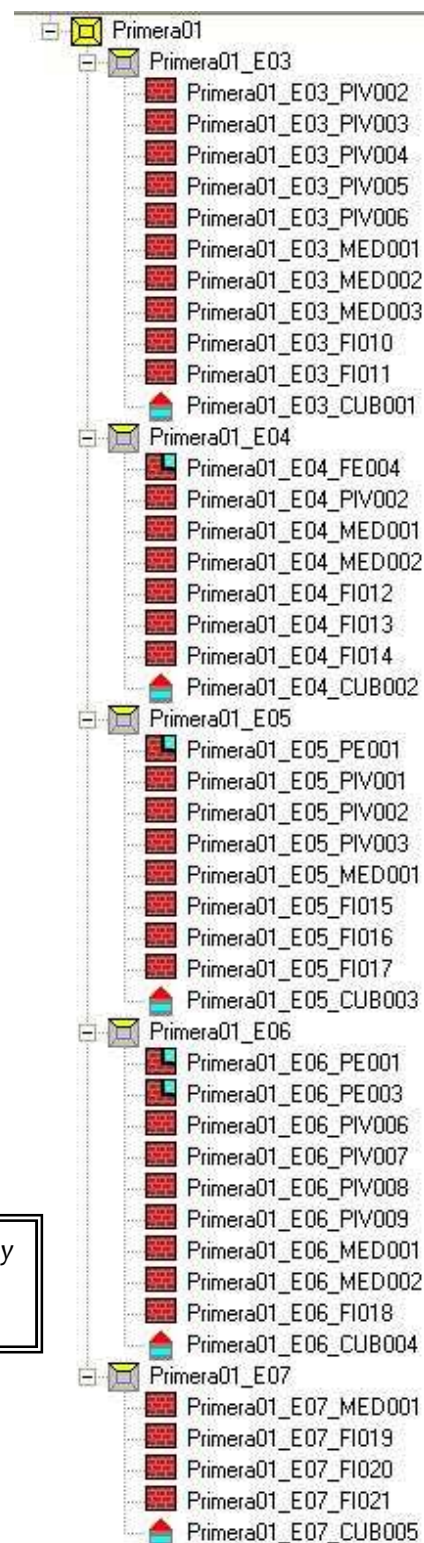 Primera01
Primera01_E03
Primera01_E03_PIV002
Primera01_E03_PIV003
Primera01_E03_PIV004
Primera01_E03_PIV005
Primera01_E03_PIV006
Primera01_E03_MED001
Primera01_E03_MED002
Primera01_E03_MED003
Primera01_E03_FI010
Primera01_E03_FI011
Primera01_E03_CUB001
Primera01_E04
Primera01_E04_FE004
Primera01_E04_PIV002
Primera01_E04_MED001
Primera01_E04_MED002
Primera01_E04_FI012
Primera01_E04_FI013
Primera01_E04_FI014
Primera01_E04_CUB002
Primera01_E05
Primera01_E05_PE001
Primera01_E05_PIV001
Primera01_E05_PIV002
Primera01_E05_PIV003
Primera01_E05_MED001
Primera01_E05_FI015
Primera01_E05_FI016
Primera01_E05_FI017
Primera01_E05_CUB003
Primera01_E06
Primera01_E06_PE001
Primera01_E06_PE003
Primera01_E06_PIV006
Primera01_E06_PIV007
Primera01_E06_PIV008
Primera01_E06_PIV009
y
Primera01_E06_MED001
Primera01_E06_MED002
Primera01_E06_FI018
Primera01_E06_CUB004
Primera01_E07
Primera01_E07_MED001
Primera01_E07_FI019
Primera01_E07_FI020
Primera01_E07_FI021
Primera01_E07_CUB005